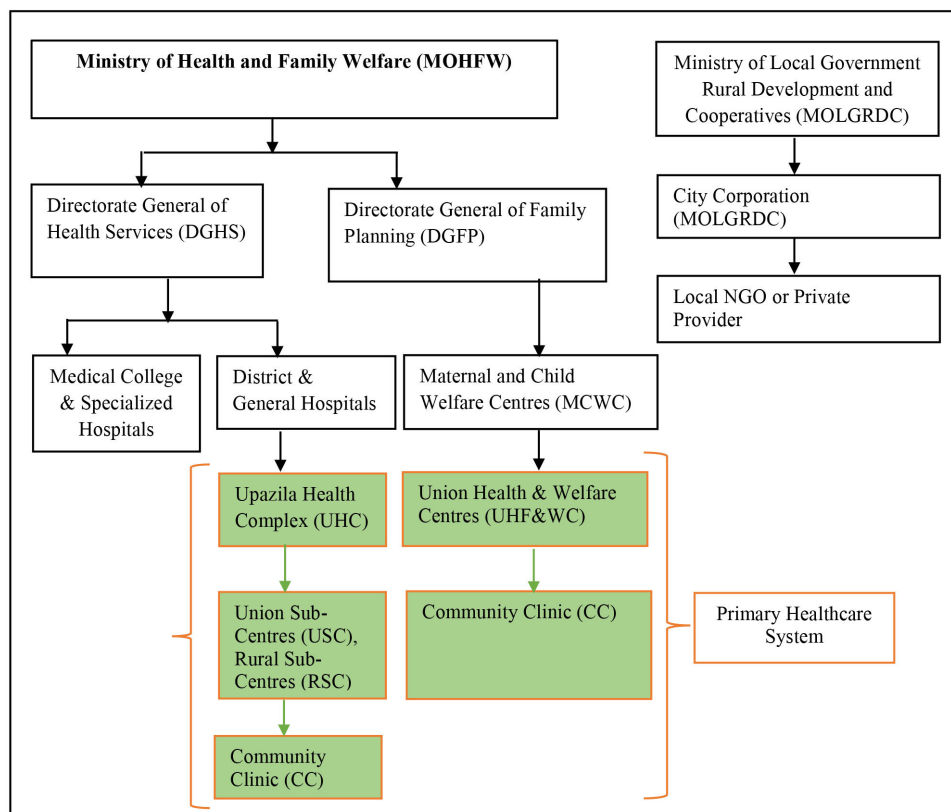 Ministry of Health and Family Welfare (MOHFW)
Ministry of Local Government
Rural Development and
Cooperatives (MOLGRDC)
Directorate General of
Health Services (DGHS)
Directorate General of Family
Planning (DGFP)
City Corporation
(MOLGRDC)
Local NGO or Private
Provider
Medical College
& Specialized
Hospitals
District &
General Hospitals
Maternal and Child
Welfare Centres (MCWC)
Upazila Health
Complex (UHC)
Union Health & Welfare
Centres (UHF&WC)
Union Sub-
Centres (USC),
Rural Sub-
Centres (RSC)
Community Clinic (CC)
Primary Healthcare
System
Community
Clinic (CC)